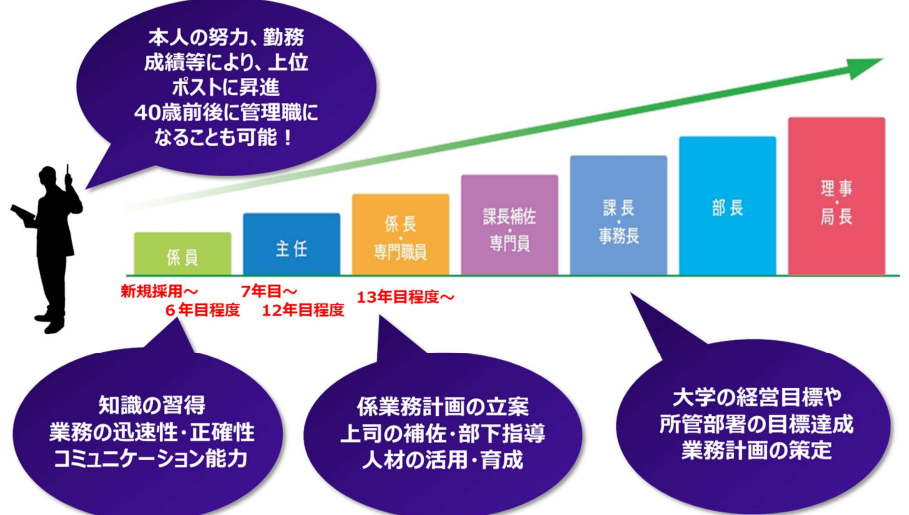 本人の努力、勤務
成績等により、上位
ポストに昇進
40歳前後に管理職に
なることも可能！
係員
主任
係長
・
専門職員
課長補佐
・
専門員
課長
・
事務長
部長
理事
・
局長
新規採用～
６年目程度
7年目～
12年目程度
13年目程度～
知識の習得
業務の迅速性・正確性
コミュニケーション能力
係業務計画の立案
上司の補佐・部下指導
人材の活用・育成
大学の経営目標や
所管部署の目標達成
業務計画の策定